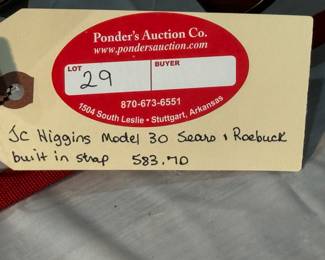 Ponder's Auction Co.
www.pondersauction.com
LOT
29
BUYER
870-673-6551
1504 South Leslie • Stuttgart, Arkansas
JC Higgins Model 30 Sears & Roebuck
built in strap 583.7D